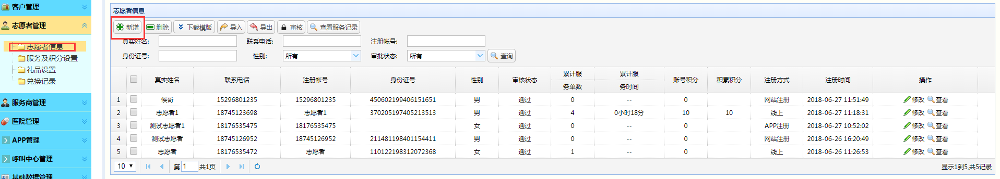 客户管理
志愿者管理
志愿者信息
服务及积分设置
礼品设置
兑换记录
服务商管理
医院管理
APP管理
呼叫中心管理
基础数据管理
志愿者信息
新增 删除 下载模版 导入 导出 审核 查看服务记录
真实姓名: 联系电话: 注册帐号:
身份证号: 性别: 所有 审批状态: 所有 查询
真实姓名 联系电话 注册帐号 身份证号 性别 审核状态 累计服务单数 累计服务时间 账号积分 积累积分 注册方式 注册时间 操作
1 候哥 15296801235 15296801235 450602199406151651 男 通过 0 -- 0 网站注册 2018-06-27 11:51:49 修改 查看
2 志愿者1 18745123698 志愿者1 370205197405213513 男 通过 4 0小时18分 10 10 线上 2018-06-27 11:18:31 修改 查看
3 测试志愿者1 18176535475 18176535475 女 通过 0 -- 0 APP注册 2018-06-27 10:52:02 修改 查看
4 测试志愿者 18745126952 18745126952 211481198401154411 男 通过 0 -- 0 网站注册 2018-06-26 16:20:49 修改 查看
5 志愿者 18176535472 志愿者 110122198312072368 女 通过 1 -- 0 线上 2018-06-26 11:26:53 修改 查看
10 第 1 共1页 显示1到5,共5记录